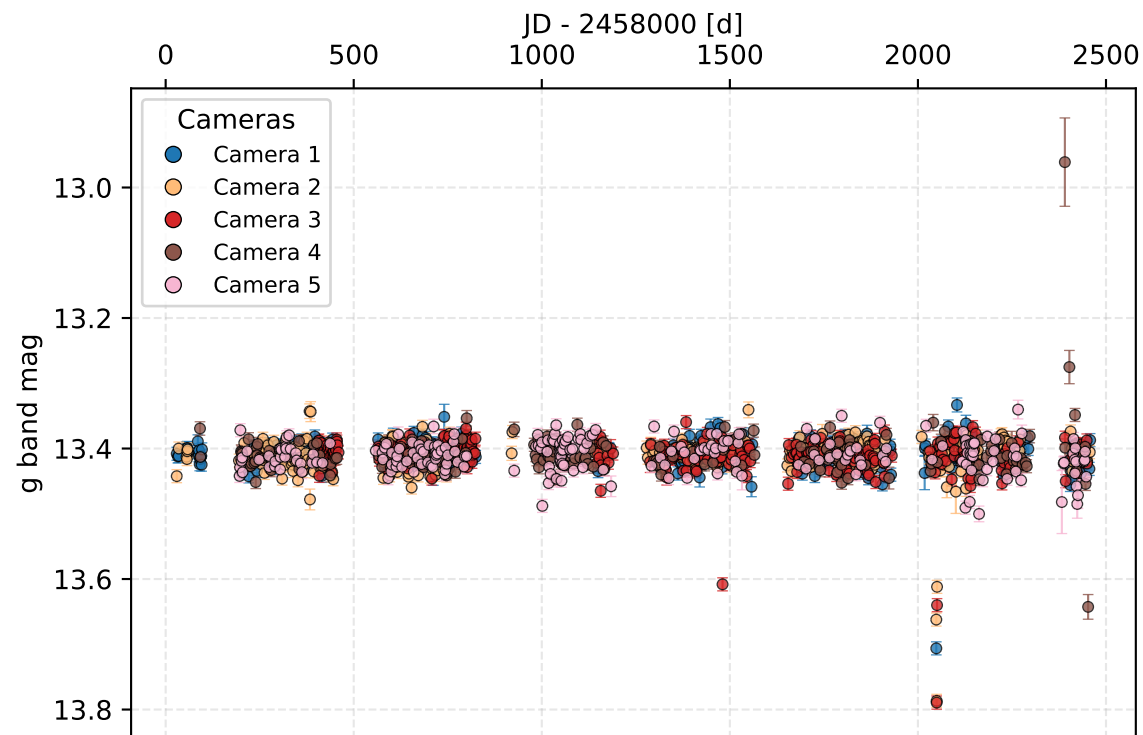 JD - 2458000 [d]
0 500 1000 1500 2000 2500
Cameras
Camera 1
Camera 2
Camera 3
Camera 4
Camera 5
g band mag
13.0
13.2
13.4
13.6
13.8